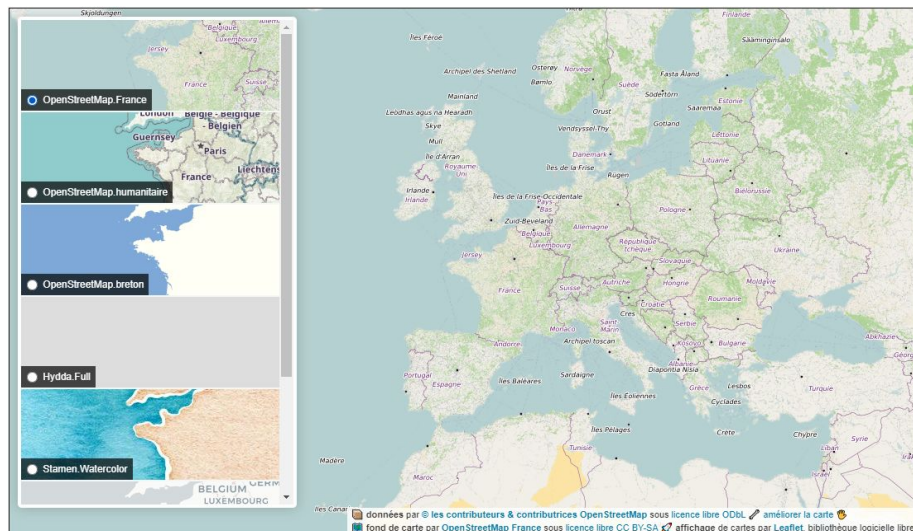 Skjoldungen
Belgique
Luxembourg
Jersey
France
Suisse
OpenStreetMap.France
London
België - Belgique
- Belgien
Guernsey
Paris
France
Liechtens
OpenStreetMap.humanitaire
OpenStreetMap.breton
Hydda.Full
Stamen.Watercolor
BELGIUM
GERM
LUXEMBOURG
Finlande
Îles Féroé
Sääminginsalo
Osterøy
Norvège
Fasta Åland
Archipel des Shetland
Bømlo
Suède
Södertörn
Estonie
Mainland
Orust
Saaremaa
Leòdhas agus na Hearadh
Vendsyssel-Thy
Gotland
Skye
Lettonie
Mull
Île d'Arran
Danemark
Lituanie
Royaume-
Uni
Îles de la Frise
Rugen
Irlande
Irlande
Îles de la Frise-Occidentale
Biélorussie
Pays-
Bas
Pologne
Zuid-Beveland
Allemagne
Belgique
Luxembourg
République
tchèque
Ukraine
Jersey
Slovaquie
Moldavie
France
Suisse
Autriche
Hongrie
Roumanie
Croatie
Cres
Monaco
Saint
Marin
Serbie
Abkhazie
Andorre
Archipel toscan
Kosovo
Bulgarie
Géor
Albanie
Portugal
Espagne
Îles Baléares
Sardaigne
Diapontia Nisia
Grèce
Lesbos
Turquie
Îles Éoliennes
Cyclades
Îles Pélages
Crète
Chypre
Madère
Tunisie
Liban
Syrie
Maroc
Israël
Îles Canar
données par © les contributeurs & contributrices OpenStreetMap sous licence libre ODbL améliorer la carte
fond de carte par OpenStreetMap France sous licence libre CC BY-SA affichage de cartes par Leaflet, bibliothèque logicielle libre